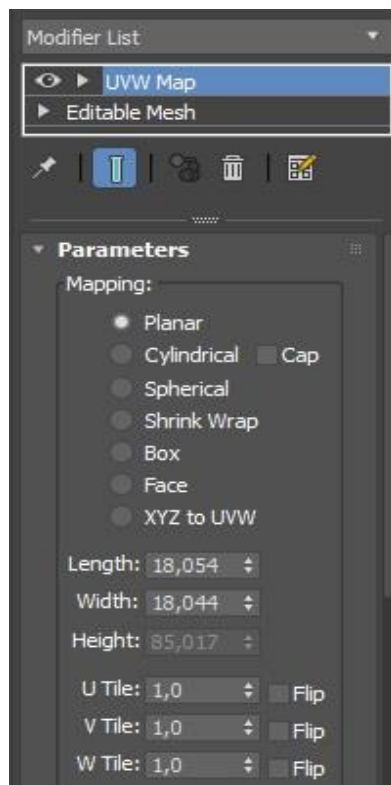 Modifier List
UVW Map
Editable Mesh
Parameters
Mapping:
Planar
Cylindrical Cap
Spherical
Shrink Wrap
Box
Face
XYZ to UVW
Length: 18,054
Width: 18,044
Height: 85,017
U Tile: 1,0 Flip
V Tile: 1,0 Flip
W Tile: 1,0 Flip